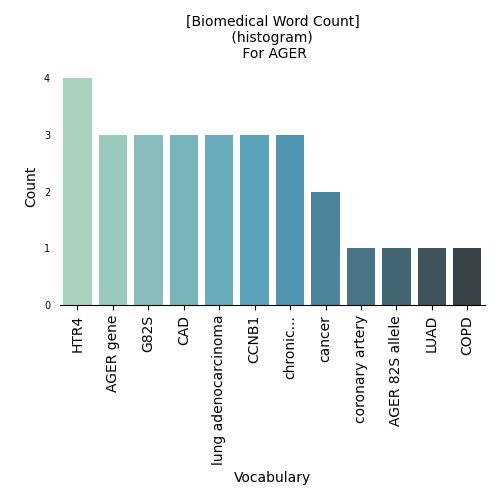 [Biomedical Word Count]
(histogram)
For AGER
4
3
2
1
0
Count
HTR4
AGER gene
G82S
CAD
lung adenocarcinoma
CCNB1
chronic...
cancer
coronary artery
AGER 82S allele
LUAD
COPD
Vocabulary